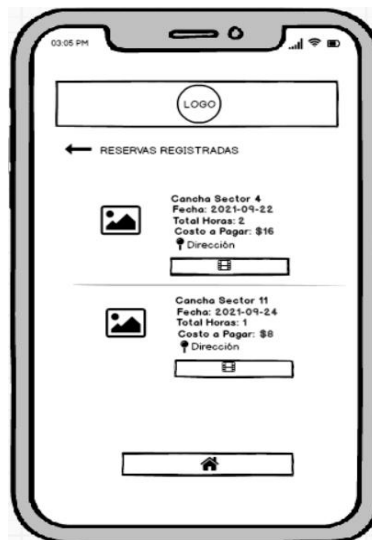 03:05 PM
LOGO
RESERVAS REGISTRADAS
Cancha Sector 4
Fecha: 2021-09-22
Total Horas: 2
Costo a Pagar: $16
Dirección
Cancha Sector 11
Fecha: 2021-09-24
Total Horas: 1
Costo a Pagar: $8
Dirección